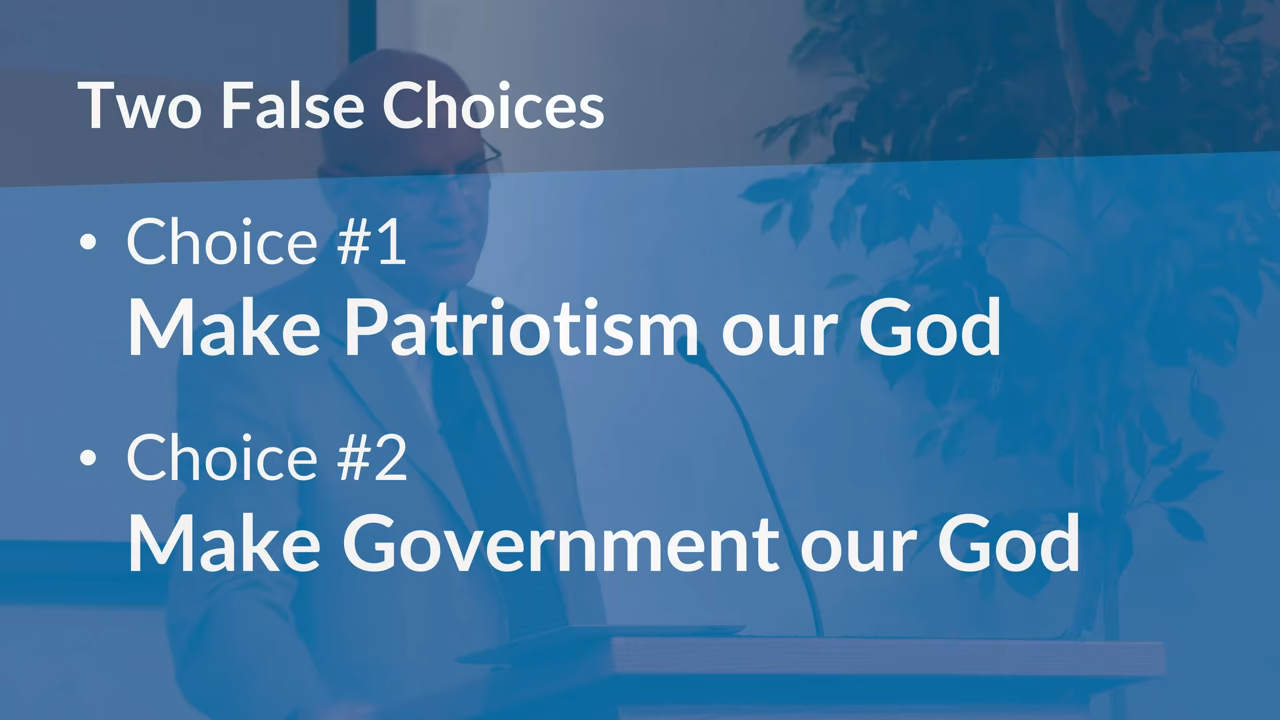 Two False Choices
• Choice #1
Make Patriotism our God
• Choice #2
Make Government our God